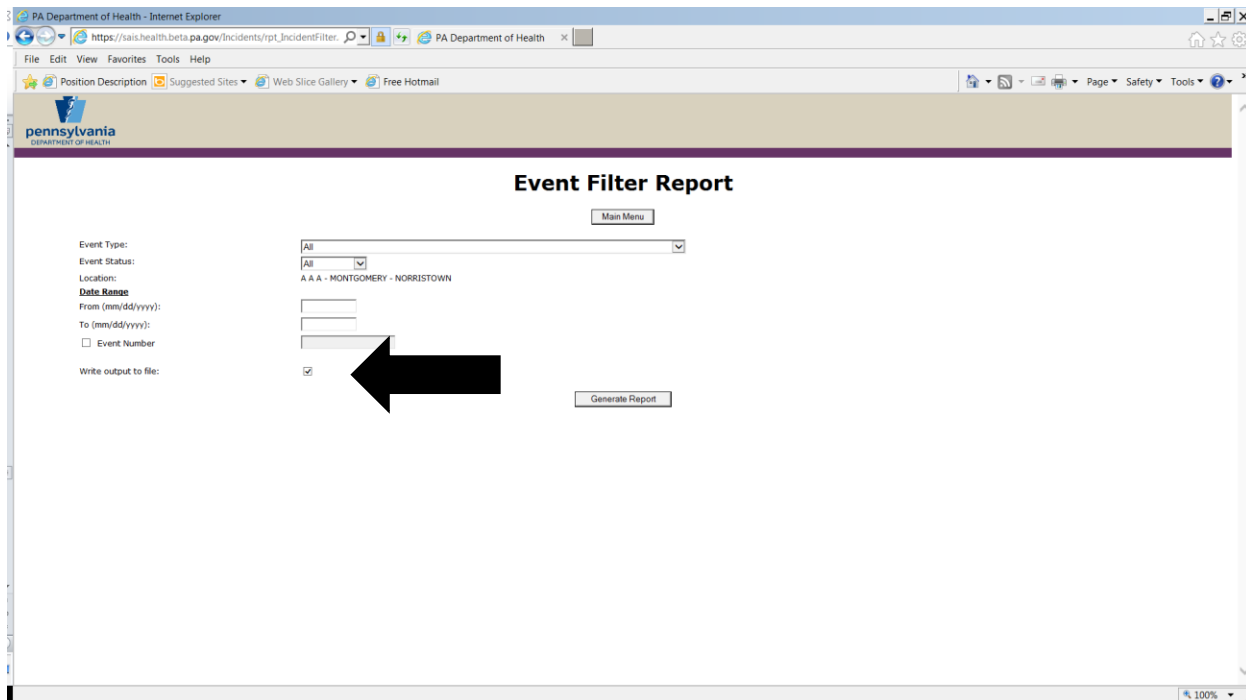 PA Department of Health - Internet Explorer
https://sais.health.beta.pa.gov/Incidents/rpt_IncidentFilter. PA Department of Health
File Edit View Favorites Tools Help
Position Description Suggested Sites Web Slice Gallery Free Hotmail Page Safety Tools
pennsylvania
DEPARTMENT OF HEALTH
Event Filter Report
Main Menu
Event Type: All
Event Status: All
Location: A A A - MONTGOMERY - NORRISTOWN
Date Range
From (mm/dd/yyyy):
To (mm/dd/yyyy):
Event Number
Write output to file:
Generate Report
100%